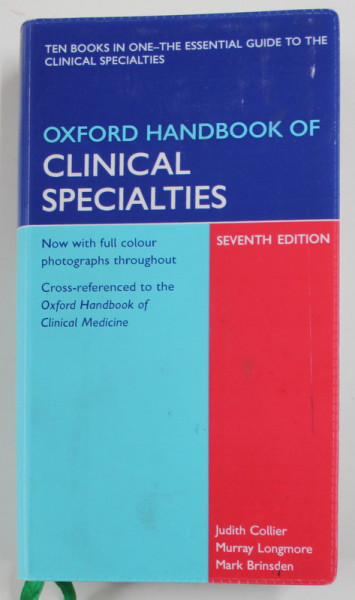 TEN BOOKS IN ONE–THE ESSENTIAL GUIDE TO THE
CLINICAL SPECIALTIES
OXFORD HANDBOOK OF
CLINICAL
SPECIALTIES
Now with full colour
photographs throughout
Cross-referenced to the
Oxford Handbook of
Clinical Medicine
SEVENTH EDITION
Judith Collier
Murray Longmore
Mark Brinsden